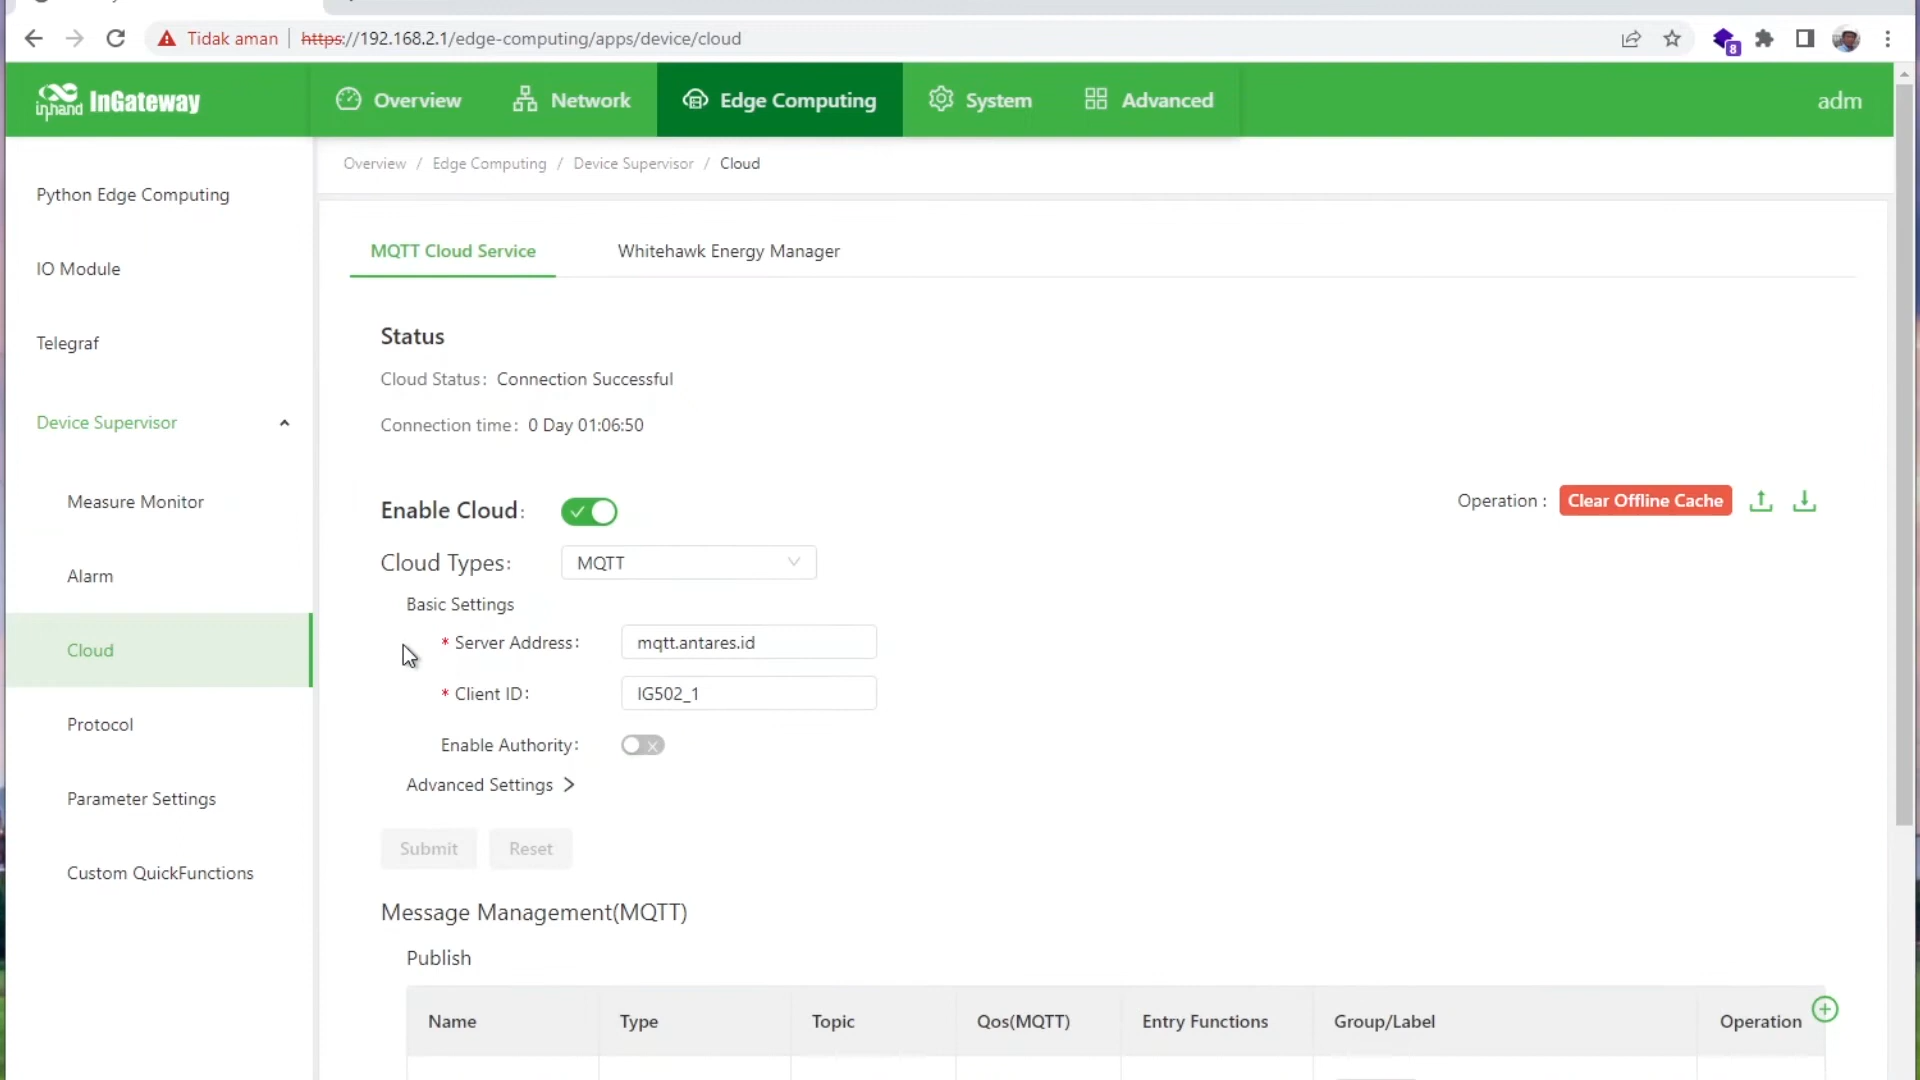 Tidak aman
https://192.168.2.1/edge-computing/apps/device/cloud
8
inhand InGateway
Overview
Network
Edge Computing
System
Advanced
adm
Overview / Edge Computing / Device Supervisor / Cloud
Python Edge Computing
IO Module
Telegraf
Device Supervisor
Measure Monitor
Alarm
Cloud
Protocol
Parameter Settings
Custom QuickFunctions
MQTT Cloud Service
Whitehawk Energy Manager
Status
Cloud Status: Connection Successful
Connection time: 0 Day 01:06:50
Enable Cloud:
Operation :
Clear Offline Cache
Cloud Types:
MQTT
Basic Settings
* Server Address:
mqtt.antares.id
* Client ID:
IG502_1
Enable Authority:
Advanced Settings
Submit
Reset
Message Management(MQTT)
Publish
Name
Type
Topic
Qos(MQTT)
Entry Functions
Group/Label
Operation